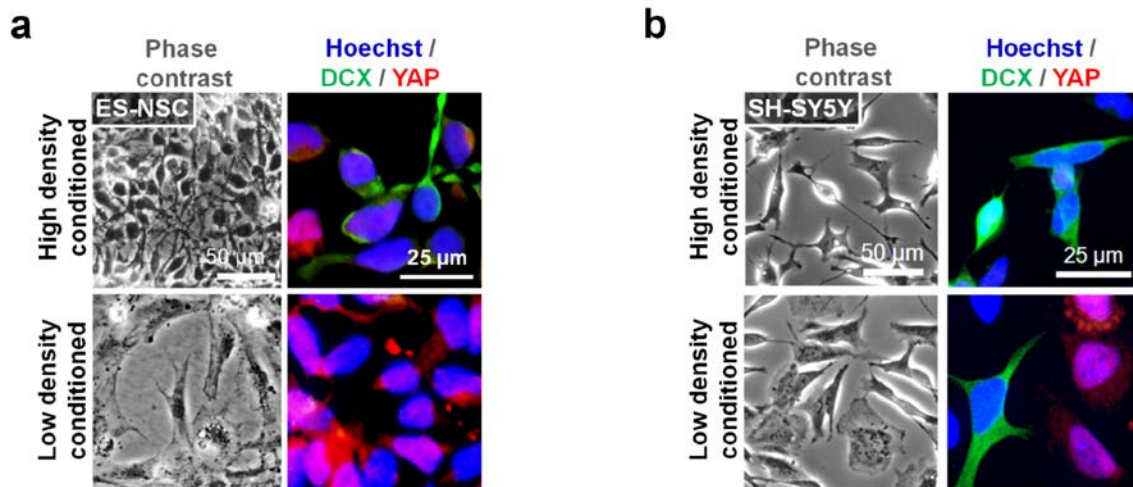 a
Phase
contrast
Hoechst /
DCX / YAP
High density
conditioned
ES-NSC
50 µm
25 µm
Low density
conditioned
b
Phase
contrast
Hoechst /
DCX / YAP
High density
conditioned
SH-SY5Y
50 µm
25 µm
Low density
conditioned